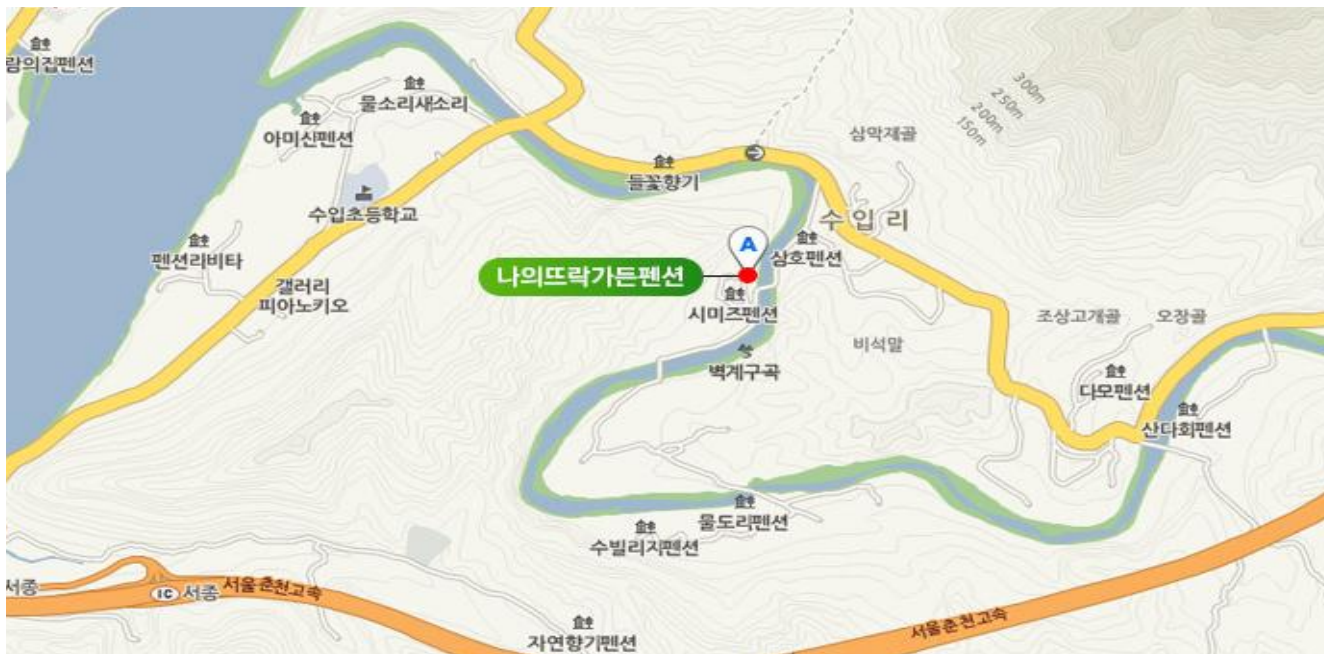 300m
250m
200m
150m
람의집펜션
물소리새소리
아미산펜션
삼악재골
들꽃향기
수입초등학교
수입리
펜션라비타
A
삼호펜션
나의뜨락가든펜션
갤러리
피아노키오
시미즈펜션
조상고개골
오장골
비석말
벽계구곡
다모펜션
산다회펜션
물도리펜션
수빌리지펜션
서종
IC 서종
서울춘천고속
서울춘천고속
자연향기펜션